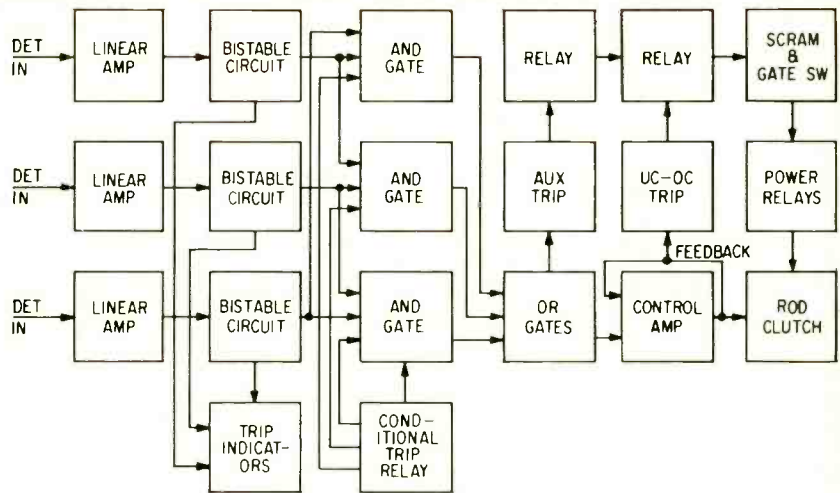 DET
IN
LINEAR
AMP
BISTABLE
CIRCUIT
AND
GATE
RELAY
RELAY
SCRAM
&
GATE SW
DET
IN
LINEAR
AMP
BISTABLE
CIRCUIT
AND
GATE
AUX
TRIP
UC-OC
TRIP
POWER
RELAYS
FEEDBACK
DET
IN
LINEAR
AMP
BISTABLE
CIRCUIT
AND
GATE
OR
GATES
CONTROL
AMP
ROD
CLUTCH
TRIP
INDICAT-
ORS
COND-
ITIONAL
TRIP
RELAY